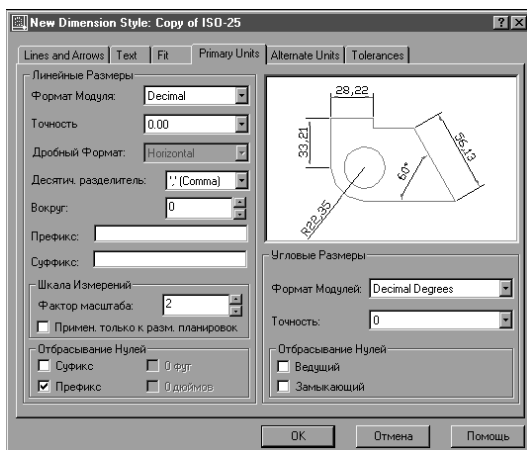 New Dimension Style: Copy of ISO-25
Lines and Arrows Text Fit Primary Units Alternate Units Tolerances
Линейные Размеры
Формат Модуля: Decimal
Точность 0.00
Дробный Формат: Horizontal
Десятич. разделитель: ',' (Comma)
Вокруг: 0
Префикс:
Суффикс:
Шкала Измерений
Фактор масштаба: 2
Примен. только к разм. планировок
Отбрасывание Нулей
Суфикс 0 фут
Префикс 0 дюймов
28,22
33,21
56,13
60°
R22,35
Угловые Размеры
Формат Модулей: Decimal Degrees
Точность: 0
Отбрасывание Нулей
Ведущий
Замыкающий
OK Отмена Помощь